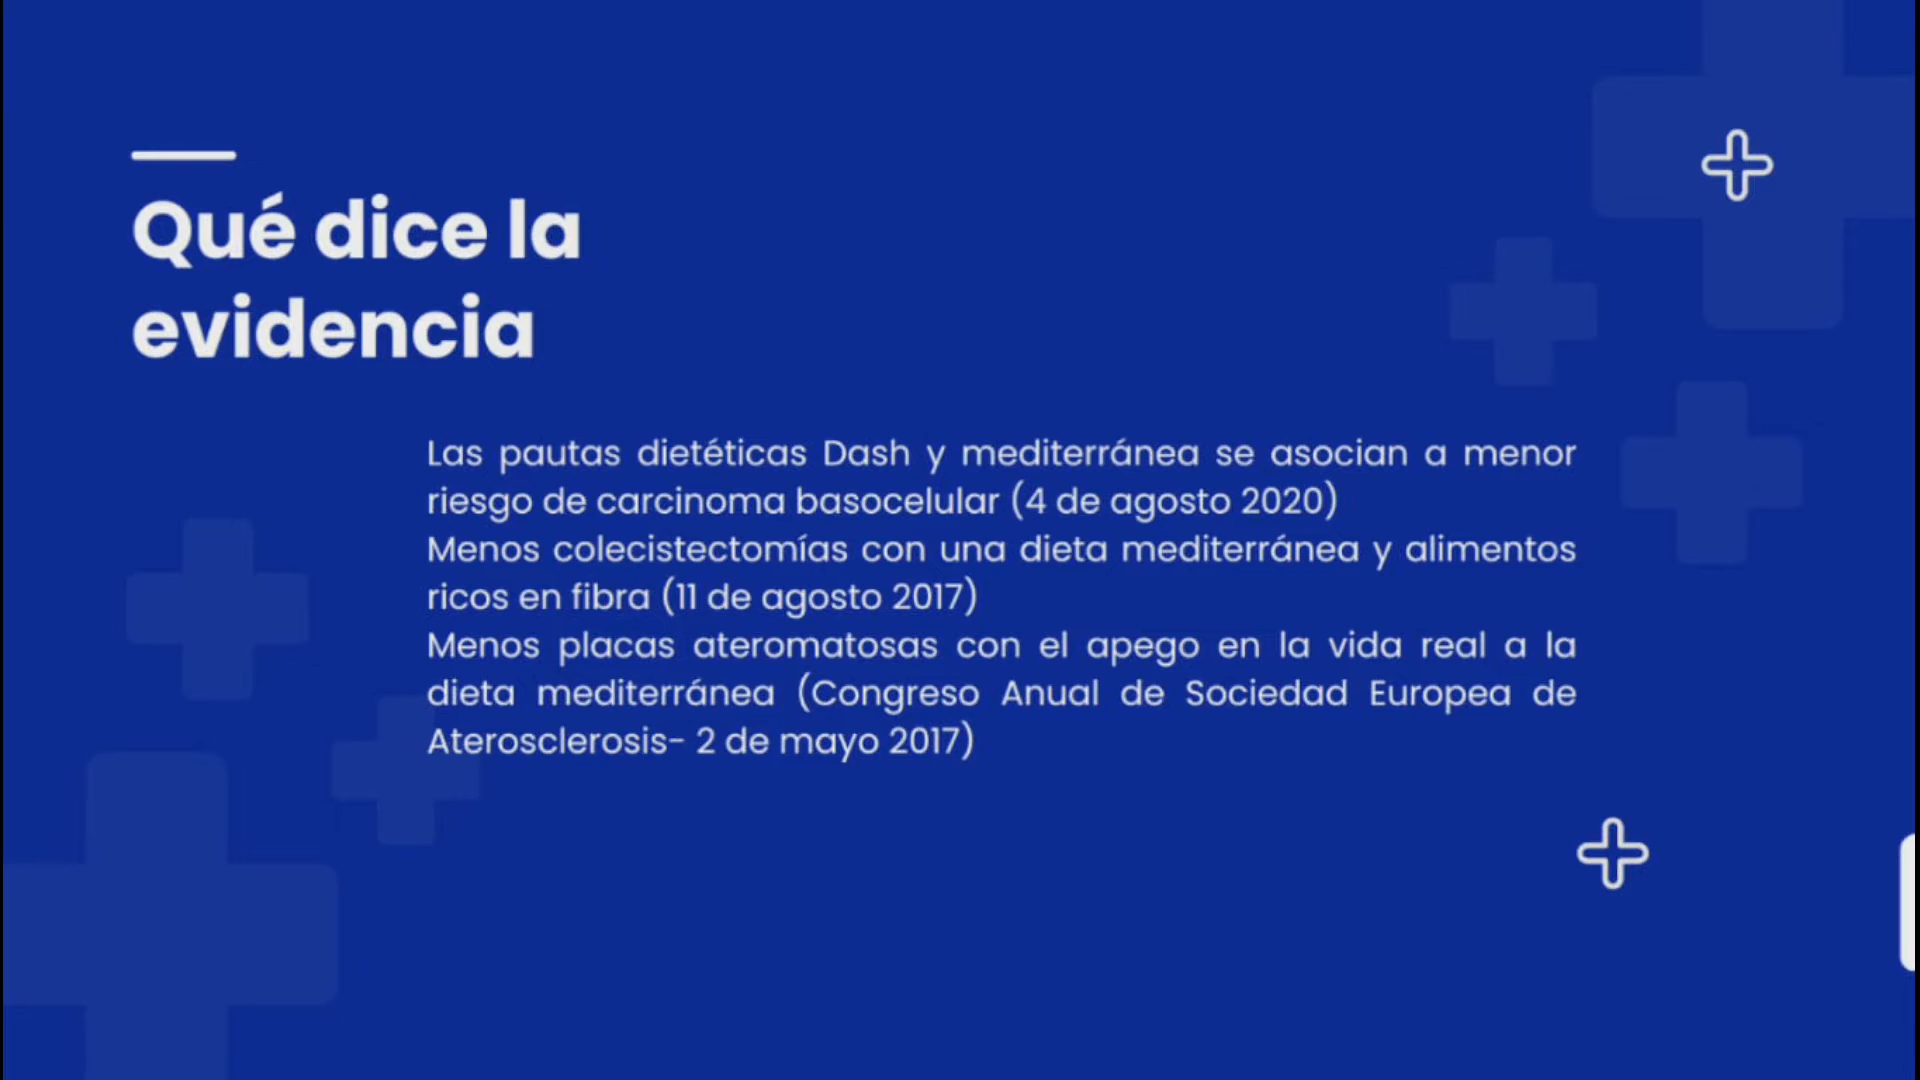 Qué dice la
evidencia
Las pautas dietéticas Dash y mediterránea se asocian a menor
riesgo de carcinoma basocelular (4 de agosto 2020)
Menos colecistectomías con una dieta mediterránea y alimentos
ricos en fibra (11 de agosto 2017)
Menos placas ateromatosas con el apego en la vida real a la
dieta mediterránea (Congreso Anual de Sociedad Europea de
Aterosclerosis- 2 de mayo 2017)